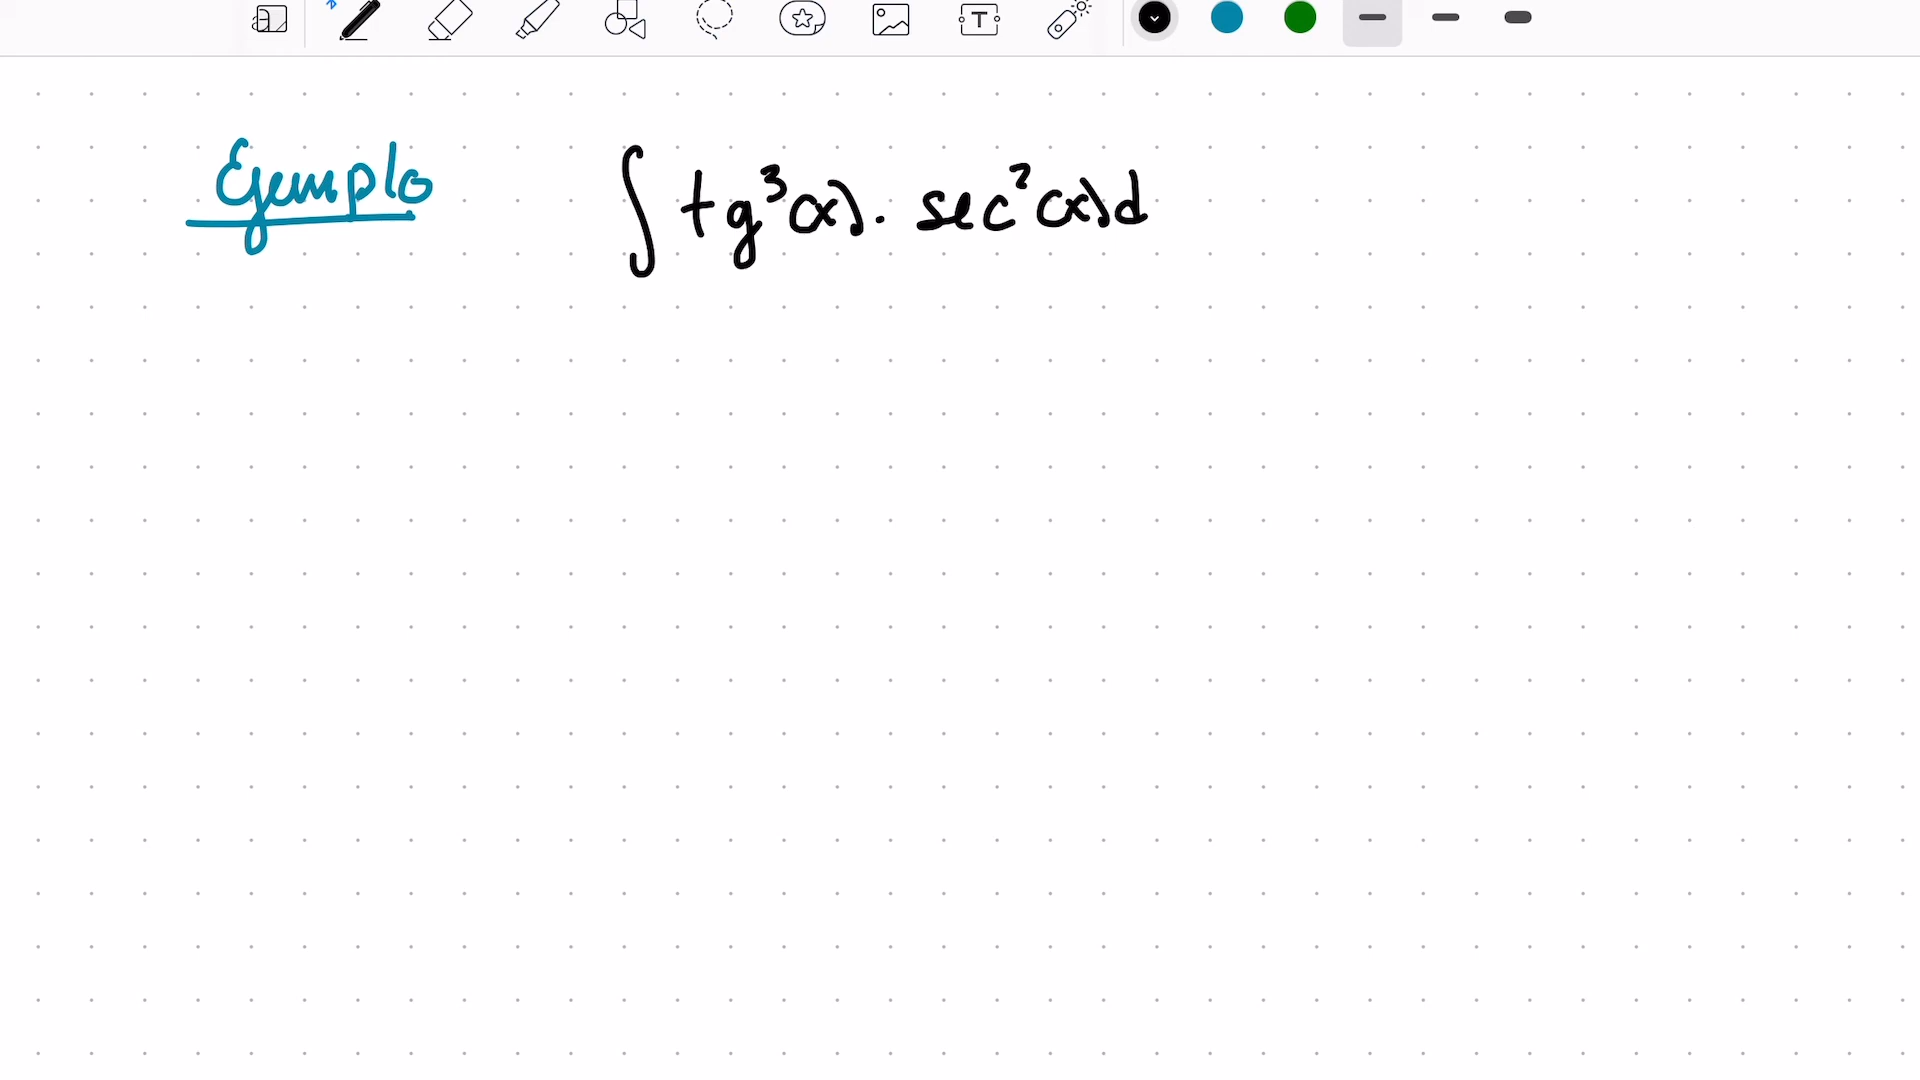 Ejemplo ∫ tg³(x). sec²(x)d